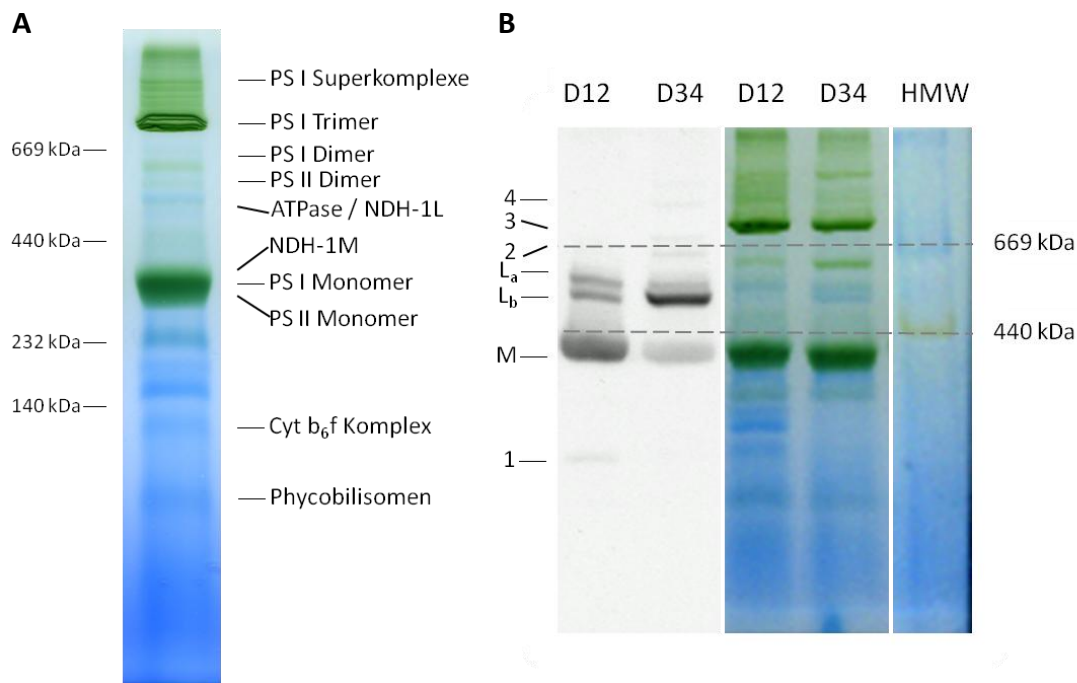 A
PS I Superkomplexe
PS I Trimer
669 kDa
PS I Dimer
PS II Dimer
ATPase / NDH-1L
440 kDa
NDH-1M
PS I Monomer
PS II Monomer
232 kDa
140 kDa
Cyt b₆f Komplex
Phycobilisomen
B
D12 D34 D12 D34 HMW
4
3
2
669 kDa
Lₐ
L_b
440 kDa
M
1